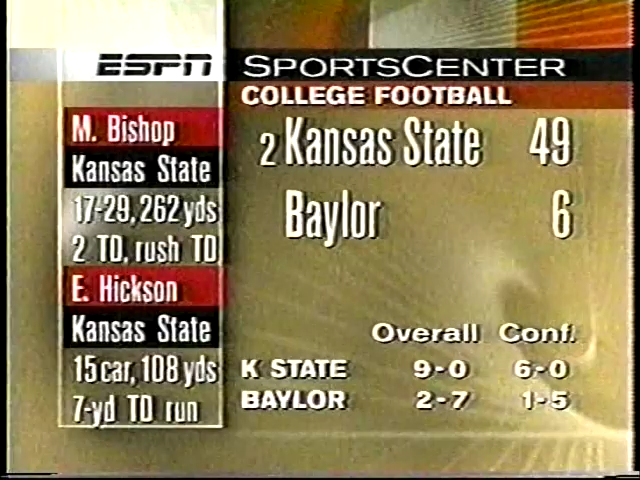 ESPN SPORTSCENTER
COLLEGE FOOTBALL
M. Bishop
Kansas State
17-29, 262 yds
2 TD, rush TD
E. Hickson
Kansas State
15 car, 108 yds
7-yd TD run
2 Kansas State 49
Baylor 6
Overall Conf.
K STATE 9-0 6-0
BAYLOR 2-7 1-5